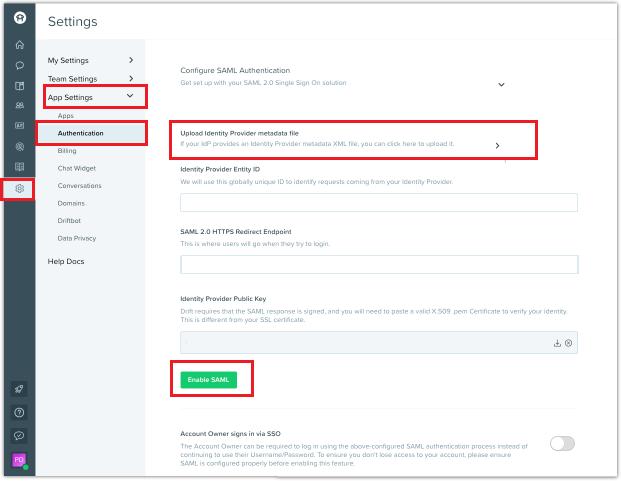 Settings
My Settings
Team Settings
App Settings
Apps
Authentication
Billing
Chat Widget
Conversations
Domains
Driftbot
Data Privacy
Help Docs
Configure SAML Authentication
Get set up with your SAML 2.0 Single Sign On solution
Upload Identity Provider metadata file
If your IdP provides an Identity Provider metadata XML file, you can click here to upload it.
Identity Provider Entity ID
We will use this globally unique ID to identify requests coming from your Identity Provider.
SAML 2.0 HTTPS Redirect Endpoint
This is where users will go when they try to login.
Identity Provider Public Key
Drift requires that the SAML response is signed, and you will need to paste a valid X.509 .pem Certificate to verify your identity.
This is different from your SSL certificate.
Enable SAML
Account Owner signs in via SSO
The Account Owner can be required to log in using the above-configured SAML authentication process instead of
continuing to use their Username/Password. To ensure you don't lose access to your account, please ensure
SAML is configured properly before enabling this feature.
PD